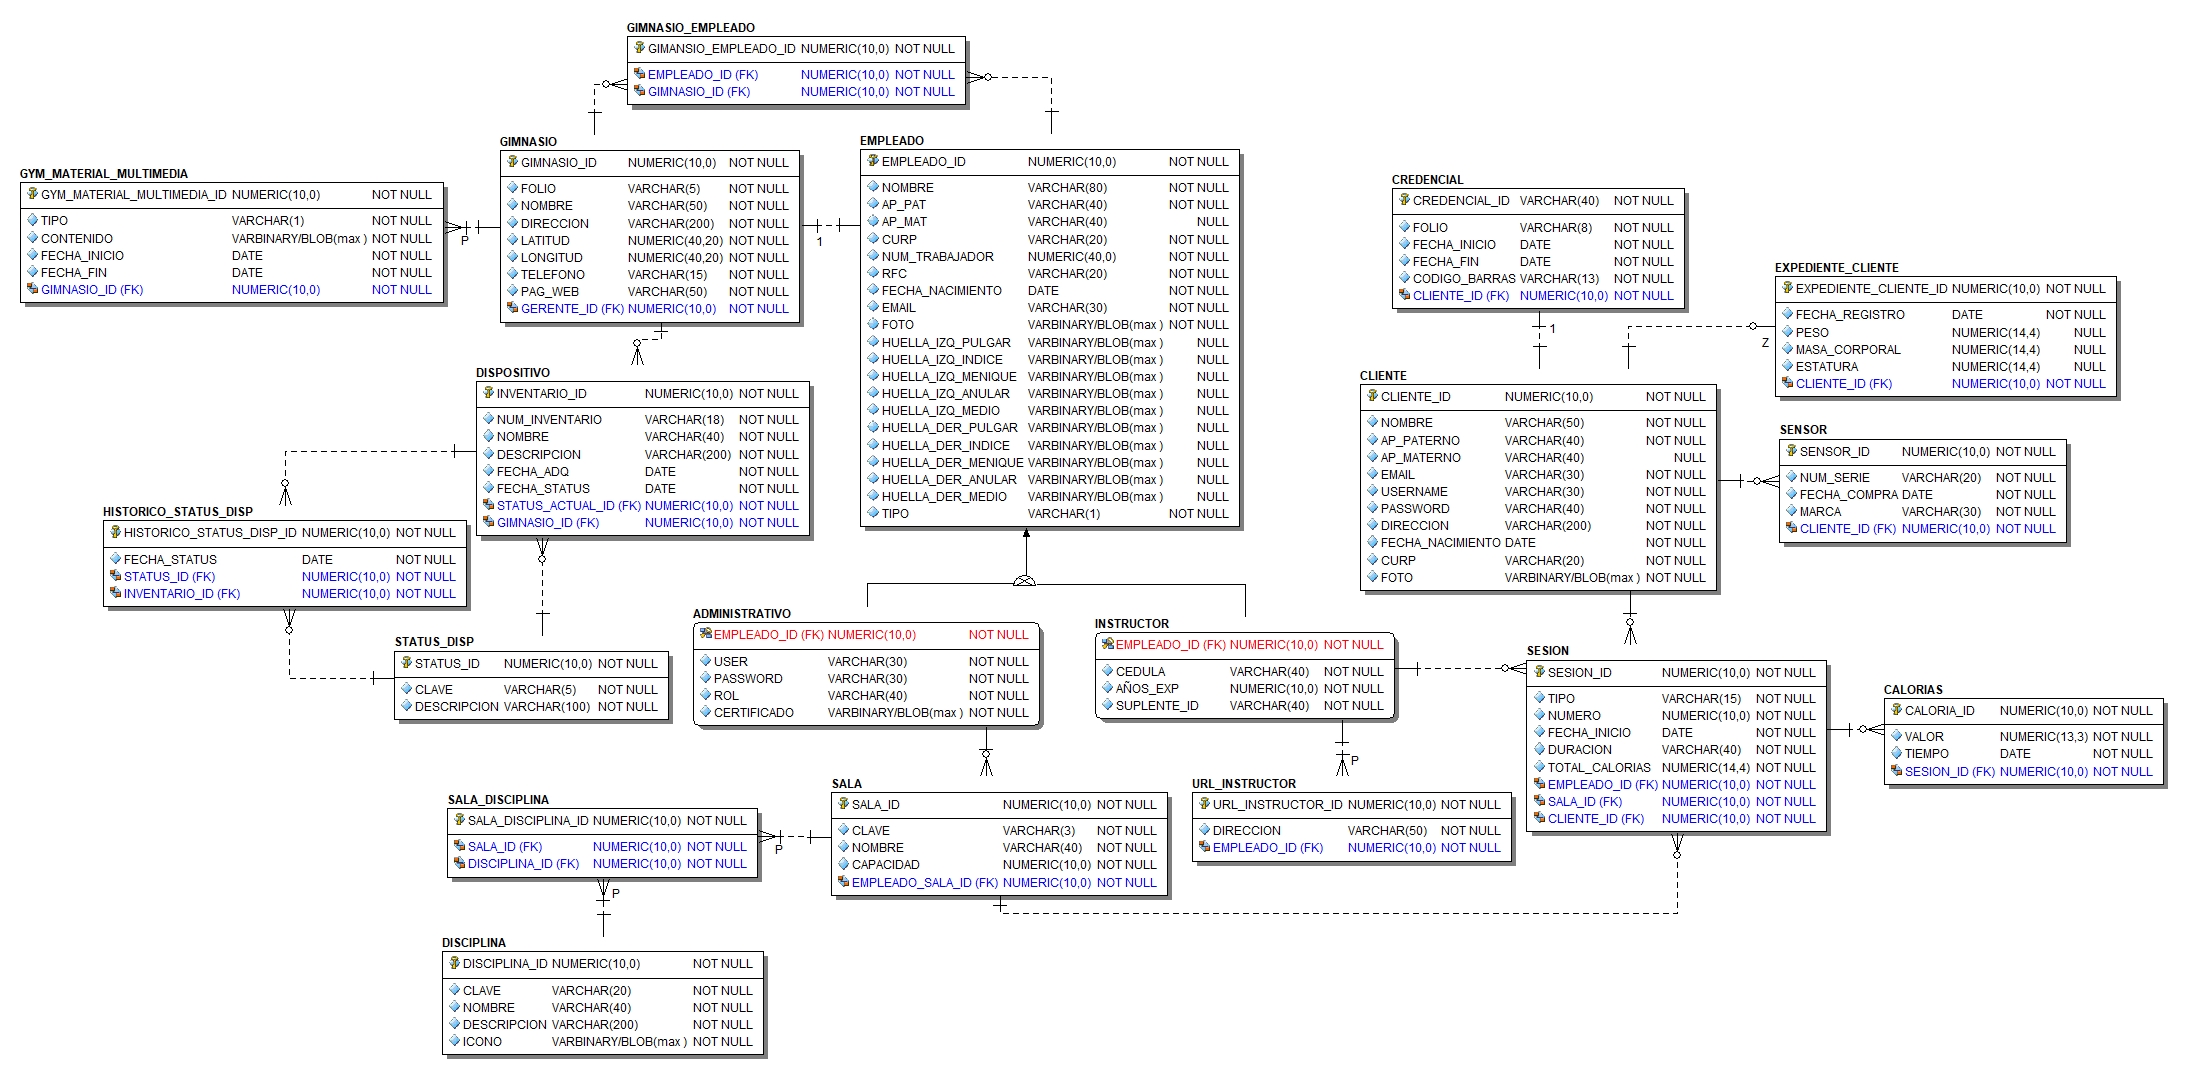 GIMNASIO_EMPLEADO
GIMANSIO_EMPLEADO_ID NUMERIC(10,0) NOT NULL
EMPLEADO_ID (FK) NUMERIC(10,0) NOT NULL
GIMNASIO_ID (FK) NUMERIC(10,0) NOT NULL
GYM_MATERIAL_MULTIMEDIA
GYM_MATERIAL_MULTIMEDIA_ID NUMERIC(10,0) NOT NULL
TIPO VARCHAR(1) NOT NULL
CONTENIDO VARBINARY/BLOB(max ) NOT NULL
FECHA_INICIO DATE NOT NULL
FECHA_FIN DATE NOT NULL
GIMNASIO_ID (FK) NUMERIC(10,0) NOT NULL
P
GIMNASIO
GIMNASIO_ID NUMERIC(10,0) NOT NULL
FOLIO VARCHAR(5) NOT NULL
NOMBRE VARCHAR(50) NOT NULL
DIRECCION VARCHAR(200) NOT NULL
LATITUD NUMERIC(40,20) NOT NULL
LONGITUD NUMERIC(40,20) NOT NULL
TELEFONO VARCHAR(15) NOT NULL
PAG_WEB VARCHAR(50) NOT NULL
GERENTE_ID (FK) NUMERIC(10,0) NOT NULL
1
EMPLEADO
EMPLEADO_ID NUMERIC(10,0) NOT NULL
NOMBRE VARCHAR(80) NOT NULL
AP_PAT VARCHAR(40) NOT NULL
AP_MAT VARCHAR(40) NULL
CURP VARCHAR(20) NOT NULL
NUM_TRABAJADOR NUMERIC(40,0) NOT NULL
RFC VARCHAR(20) NOT NULL
FECHA_NACIMIENTO DATE NOT NULL
EMAIL VARCHAR(30) NOT NULL
FOTO VARBINARY/BLOB(max ) NOT NULL
HUELLA_IZQ_PULGAR VARBINARY/BLOB(max ) NULL
HUELLA_IZQ_INDICE VARBINARY/BLOB(max ) NULL
HUELLA_IZQ_MENIQUE VARBINARY/BLOB(max ) NULL
HUELLA_IZQ_ANULAR VARBINARY/BLOB(max ) NULL
HUELLA_IZQ_MEDIO VARBINARY/BLOB(max ) NULL
HUELLA_DER_PULGAR VARBINARY/BLOB(max ) NULL
HUELLA_DER_INDICE VARBINARY/BLOB(max ) NULL
HUELLA_DER_MENIQUE VARBINARY/BLOB(max ) NULL
HUELLA_DER_ANULAR VARBINARY/BLOB(max ) NULL
HUELLA_DER_MEDIO VARBINARY/BLOB(max ) NULL
TIPO VARCHAR(1) NOT NULL
CREDENCIAL
CREDENCIAL_ID VARCHAR(40) NOT NULL
FOLIO VARCHAR(8) NOT NULL
FECHA_INICIO DATE NOT NULL
FECHA_FIN DATE NOT NULL
CODIGO_BARRAS VARCHAR(13) NOT NULL
CLIENTE_ID (FK) NUMERIC(10,0) NOT NULL
1
EXPEDIENTE_CLIENTE
EXPEDIENTE_CLIENTE_ID NUMERIC(10,0) NOT NULL
FECHA_REGISTRO DATE NOT NULL
PESO NUMERIC(14,4) NULL
MASA_CORPORAL NUMERIC(14,4) NULL
ESTATURA NUMERIC(14,4) NULL
CLIENTE_ID (FK) NUMERIC(10,0) NOT NULL
Z
DISPOSITIVO
INVENTARIO_ID NUMERIC(10,0) NOT NULL
NUM_INVENTARIO VARCHAR(18) NOT NULL
NOMBRE VARCHAR(40) NOT NULL
DESCRIPCION VARCHAR(200) NOT NULL
FECHA_ADQ DATE NOT NULL
FECHA_STATUS DATE NOT NULL
STATUS_ACTUAL_ID (FK) NUMERIC(10,0) NOT NULL
GIMNASIO_ID (FK) NUMERIC(10,0) NOT NULL
CLIENTE
CLIENTE_ID NUMERIC(10,0) NOT NULL
NOMBRE VARCHAR(50) NOT NULL
AP_PATERNO VARCHAR(40) NOT NULL
AP_MATERNO VARCHAR(40) NULL
EMAIL VARCHAR(30) NOT NULL
USERNAME VARCHAR(30) NOT NULL
PASSWORD VARCHAR(40) NOT NULL
DIRECCION VARCHAR(200) NOT NULL
FECHA_NACIMIENTO DATE NOT NULL
CURP VARCHAR(20) NOT NULL
FOTO VARBINARY/BLOB(max ) NOT NULL
SENSOR
SENSOR_ID NUMERIC(10,0) NOT NULL
NUM_SERIE VARCHAR(20) NOT NULL
FECHA_COMPRA DATE NOT NULL
MARCA VARCHAR(30) NOT NULL
CLIENTE_ID (FK) NUMERIC(10,0) NOT NULL
HISTORICO_STATUS_DISP
HISTORICO_STATUS_DISP_ID NUMERIC(10,0) NOT NULL
FECHA_STATUS DATE NOT NULL
STATUS_ID (FK) NUMERIC(10,0) NOT NULL
INVENTARIO_ID (FK) NUMERIC(10,0) NOT NULL
STATUS_DISP
STATUS_ID NUMERIC(10,0) NOT NULL
CLAVE VARCHAR(5) NOT NULL
DESCRIPCION VARCHAR(100) NOT NULL
ADMINISTRATIVO
EMPLEADO_ID (FK) NUMERIC(10,0) NOT NULL
USER VARCHAR(30) NOT NULL
PASSWORD VARCHAR(30) NOT NULL
ROL VARCHAR(40) NOT NULL
CERTIFICADO VARBINARY/BLOB(max ) NOT NULL
INSTRUCTOR
EMPLEADO_ID (FK) NUMERIC(10,0) NOT NULL
CEDULA VARCHAR(40) NOT NULL
AÑOS_EXP NUMERIC(10,0) NOT NULL
SUPLENTE_ID VARCHAR(40) NOT NULL
P
SESION
SESION_ID NUMERIC(10,0) NOT NULL
TIPO VARCHAR(15) NOT NULL
NUMERO NUMERIC(10,0) NOT NULL
FECHA_INICIO DATE NOT NULL
DURACION VARCHAR(40) NOT NULL
TOTAL_CALORIAS NUMERIC(14,4) NOT NULL
EMPLEADO_ID (FK) NUMERIC(10,0) NOT NULL
SALA_ID (FK) NUMERIC(10,0) NOT NULL
CLIENTE_ID (FK) NUMERIC(10,0) NOT NULL
CALORIAS
CALORIA_ID NUMERIC(10,0) NOT NULL
VALOR NUMERIC(13,3) NOT NULL
TIEMPO DATE NOT NULL
SESION_ID (FK) NUMERIC(10,0) NOT NULL
SALA_DISCIPLINA
SALA_DISCIPLINA_ID NUMERIC(10,0) NOT NULL
SALA_ID (FK) NUMERIC(10,0) NOT NULL
DISCIPLINA_ID (FK) NUMERIC(10,0) NOT NULL
P
P
SALA
SALA_ID NUMERIC(10,0) NOT NULL
CLAVE VARCHAR(3) NOT NULL
NOMBRE VARCHAR(40) NOT NULL
CAPACIDAD NUMERIC(10,0) NOT NULL
EMPLEADO_SALA_ID (FK) NUMERIC(10,0) NOT NULL
URL_INSTRUCTOR
URL_INSTRUCTOR_ID NUMERIC(10,0) NOT NULL
DIRECCION VARCHAR(50) NOT NULL
EMPLEADO_ID (FK) NUMERIC(10,0) NOT NULL
DISCIPLINA
DISCIPLINA_ID NUMERIC(10,0) NOT NULL
CLAVE VARCHAR(20) NOT NULL
NOMBRE VARCHAR(40) NOT NULL
DESCRIPCION VARCHAR(200) NOT NULL
ICONO VARBINARY/BLOB(max ) NOT NULL